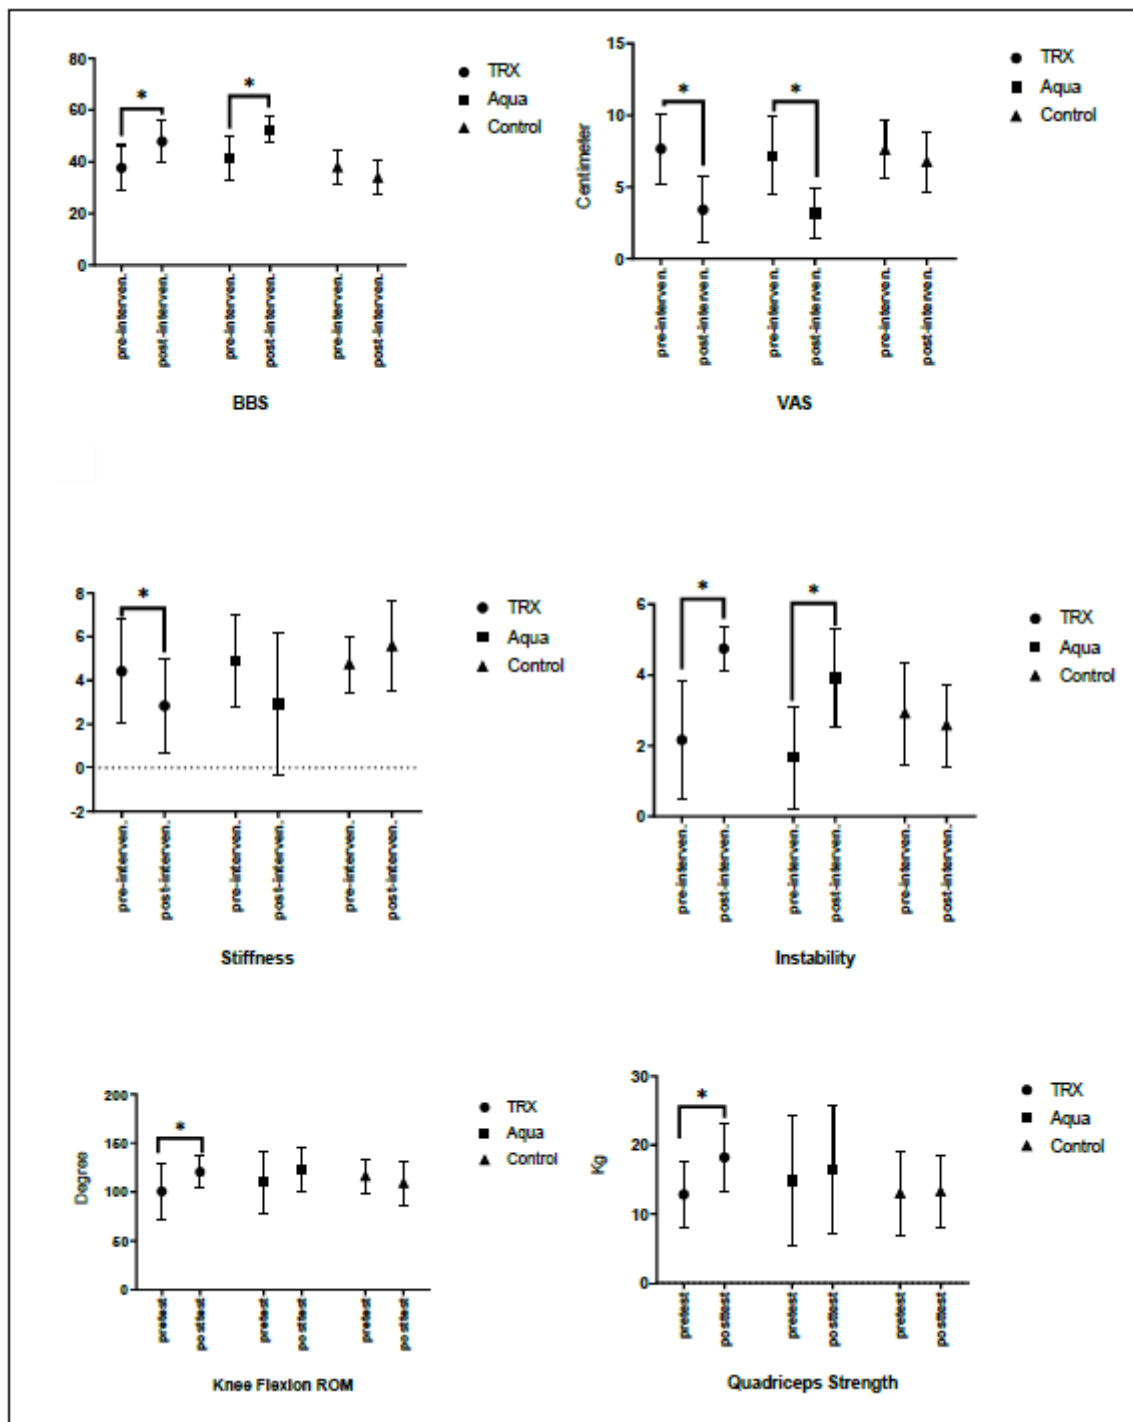 80
60
40
20
0
*
*
TRX
Aqua
Control
pre-interven.
post-interven.
pre-interven.
post-interven.
pre-interven.
post-interven.
BBS
15
10
5
0
Centimeter
*
*
TRX
Aqua
Control
pre-interven.
post-interven.
pre-interven.
post-interven.
pre-interven.
post-interven.
VAS
8
6
4
2
0
-2
*
TRX
Aqua
Control
pre-interven.
post-interven.
pre-interven.
post-interven.
pre-interven.
post-interven.
Stiffness
6
4
2
0
*
*
TRX
Aqua
Control
pre-interven.
post-interven.
pre-interven.
post-interven.
pre-interven.
post-interven.
Instability
200
150
100
50
0
Degree
*
TRX
Aqua
Control
pretest
posttest
pretest
posttest
pretest
posttest
Knee Flexion ROM
30
20
10
0
Kg
*
TRX
Aqua
Control
pretest
posttest
pretest
posttest
pretest
posttest
Quadriceps Strength